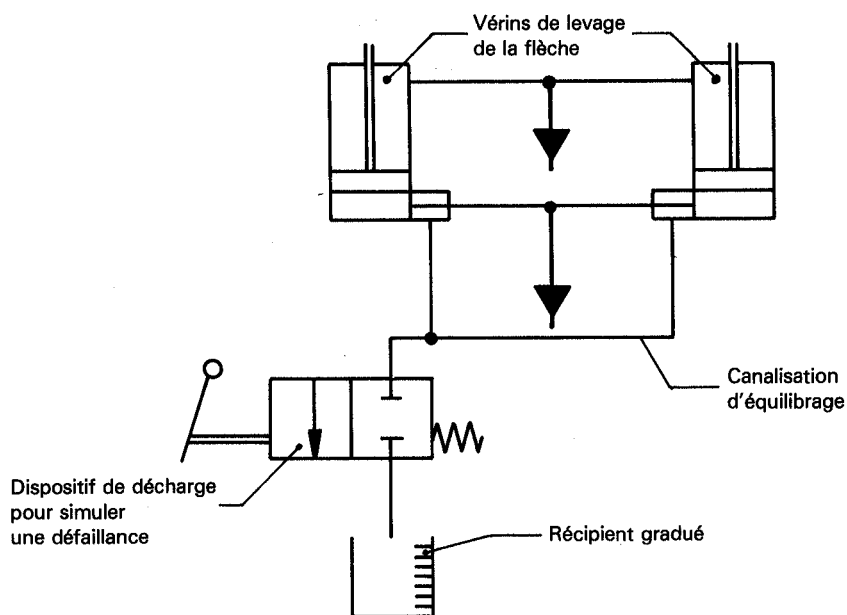 Vérins de levage
de la flèche
Canalisation
d'équilibrage
Dispositif de décharge
pour simuler
une défaillance
Récipient gradué